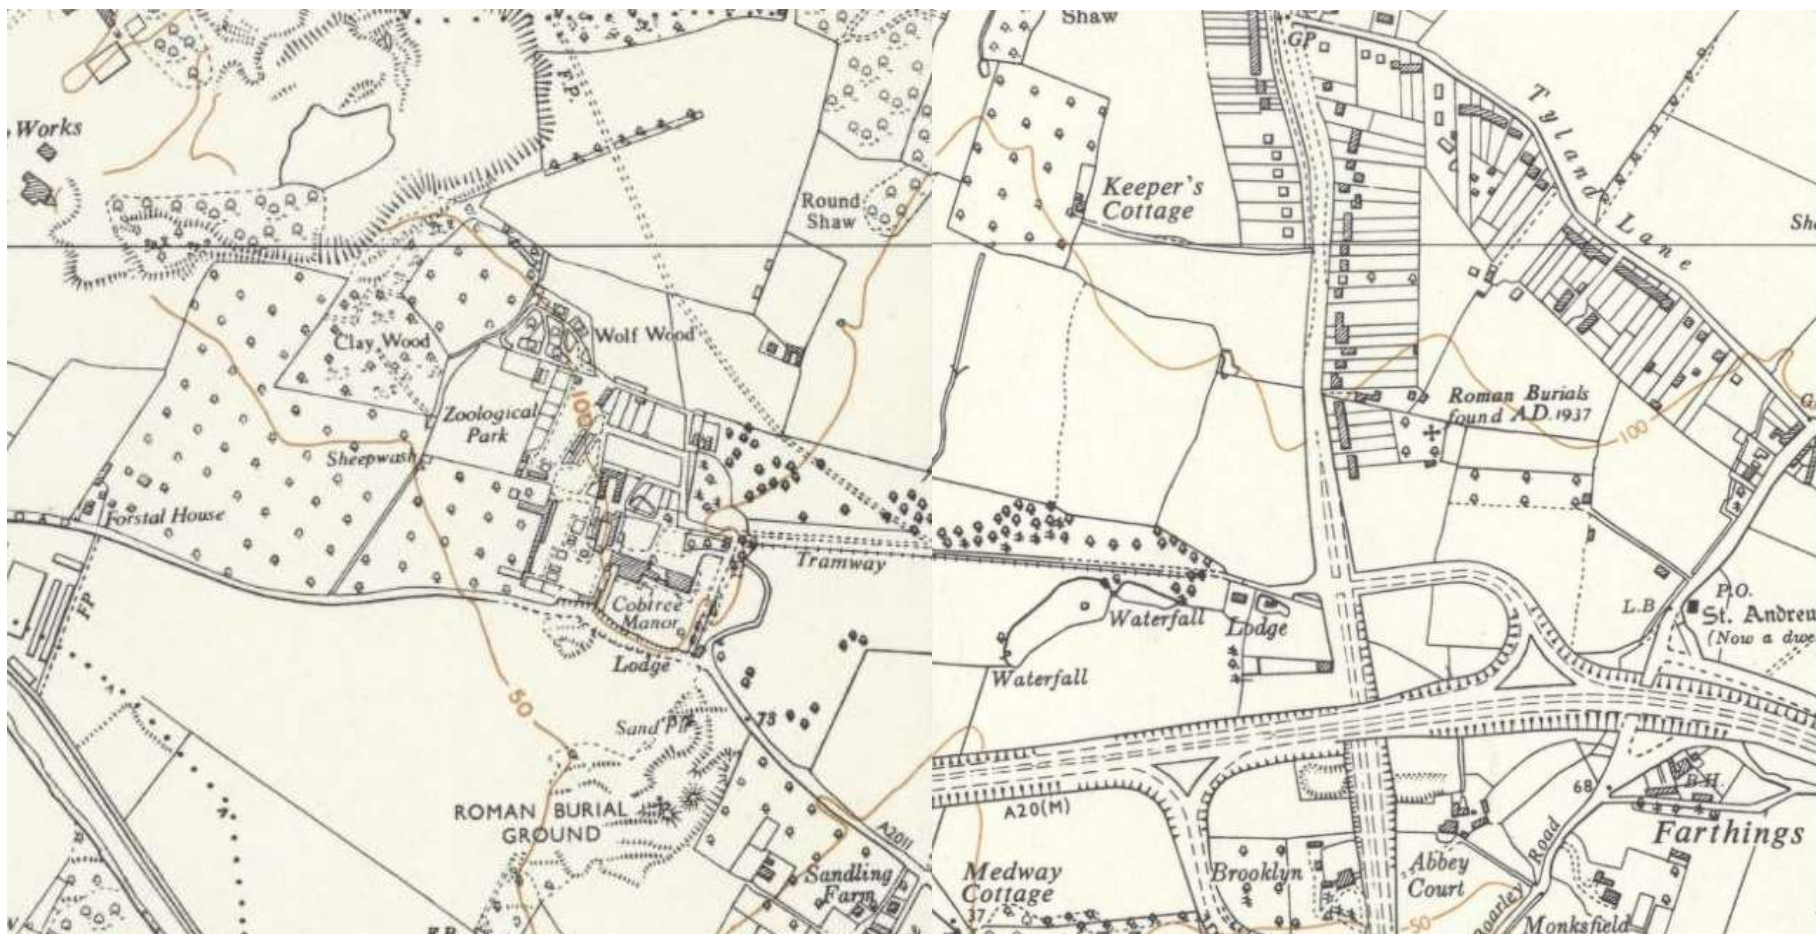 Shaw
GP
F.P.
Works
Tyland Lane
Round
Shaw
Keeper's
Cottage
Clay Wood
Wolf Wood
Zoological
Park
100
Roman Burials
found A.D. 1937
100
Sheepwash
Forstal House
FP
Tramway
Cobtree
Manor
Lodge
Waterfall
Lodge
Waterfall
L.B
P.O.
St. Andrew
(Now a dwe
50
Sand Pit
73
ROMAN BURIAL
GROUND
A20(M)
A2011
68
B.H.
Farthings
Sandling
Farm
Medway
Cottage
37
Brooklyn
Abbey
Court
Road
50
Monksfield